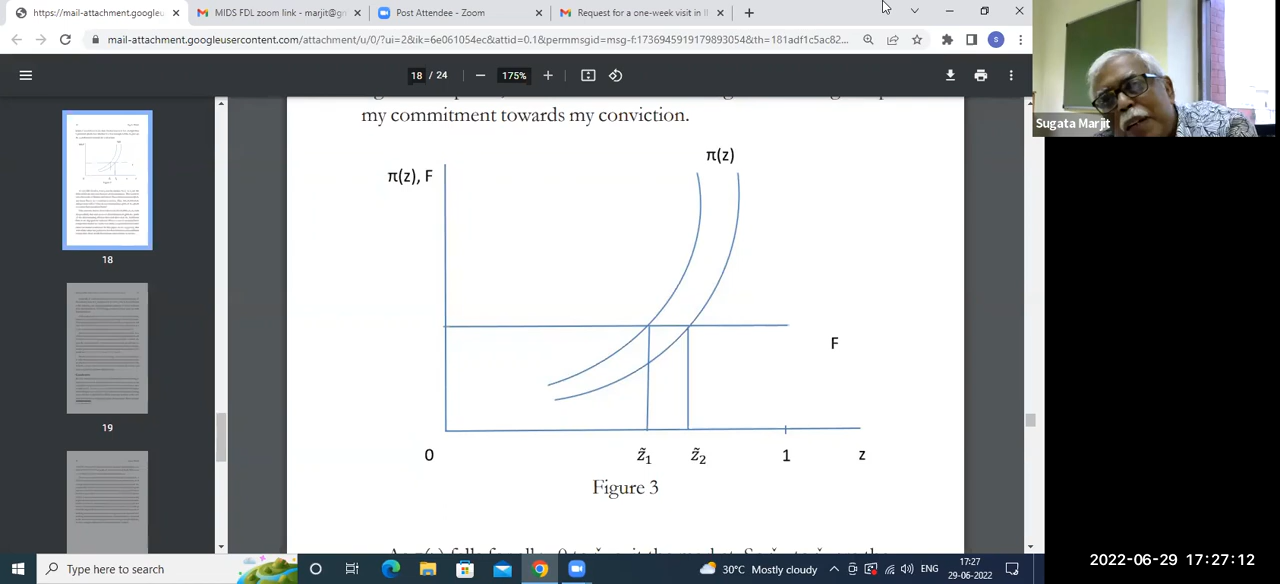 https://mail-attachment.googleu
MIDS FDL zoom link - marjit@gm
Post Attendee - Zoom
Request for a one-week visit in I
mail-attachment.googleusercontent.com/attachment/u/0/?ui=2&ik=6e061054ec&attid=0.1&permmsgid=msg-f:1736945919179893054&th=181adf1c5ac82...
18 / 24
175%
my commitment towards my conviction.
π(z)
π(z), F
F
0
z̃1
z̃2
1
z
Figure 3
18
19
Sugata Marjit
Type here to search
30°C Mostly cloudy
ENG
17:27
29-06-2022
2022-06-29 17:27:12